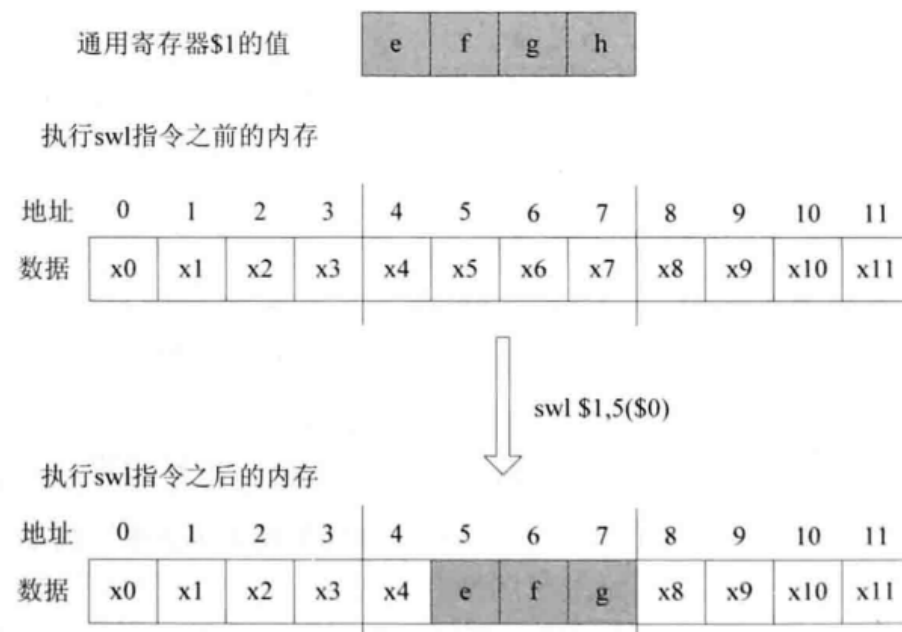 通用寄存器$1的值 e f g h
执行swl指令之前的内存
地址 0 1 2 3 4 5 6 7 8 9 10 11
数据 x0 x1 x2 x3 x4 x5 x6 x7 x8 x9 x10 x11
swl $1,5($0)
执行swl指令之后的内存
地址 0 1 2 3 4 5 6 7 8 9 10 11
数据 x0 x1 x2 x3 x4 e f g x8 x9 x10 x11